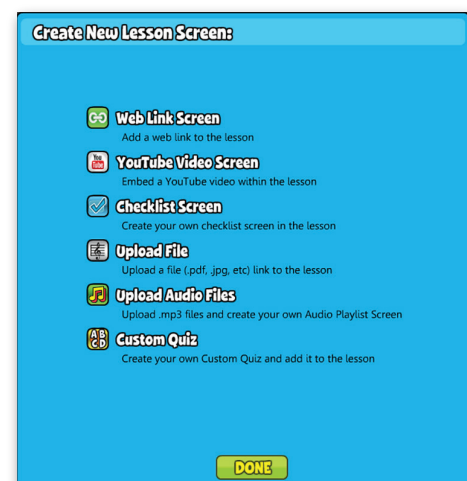 Create New Lesson Screen:
Web Link Screen
Add a web link to the lesson
You
Tube
YouTube Video Screen
Embed a YouTube video within the lesson
Checklist Screen
Create your own checklist screen in the lesson
Upload File
Upload a file (.pdf, .jpg, etc) link to the lesson
Upload Audio Files
Upload .mp3 files and create your own Audio Playlist Screen
A B
C D
Custom Quiz
Create your own Custom Quiz and add it to the lesson
DONE